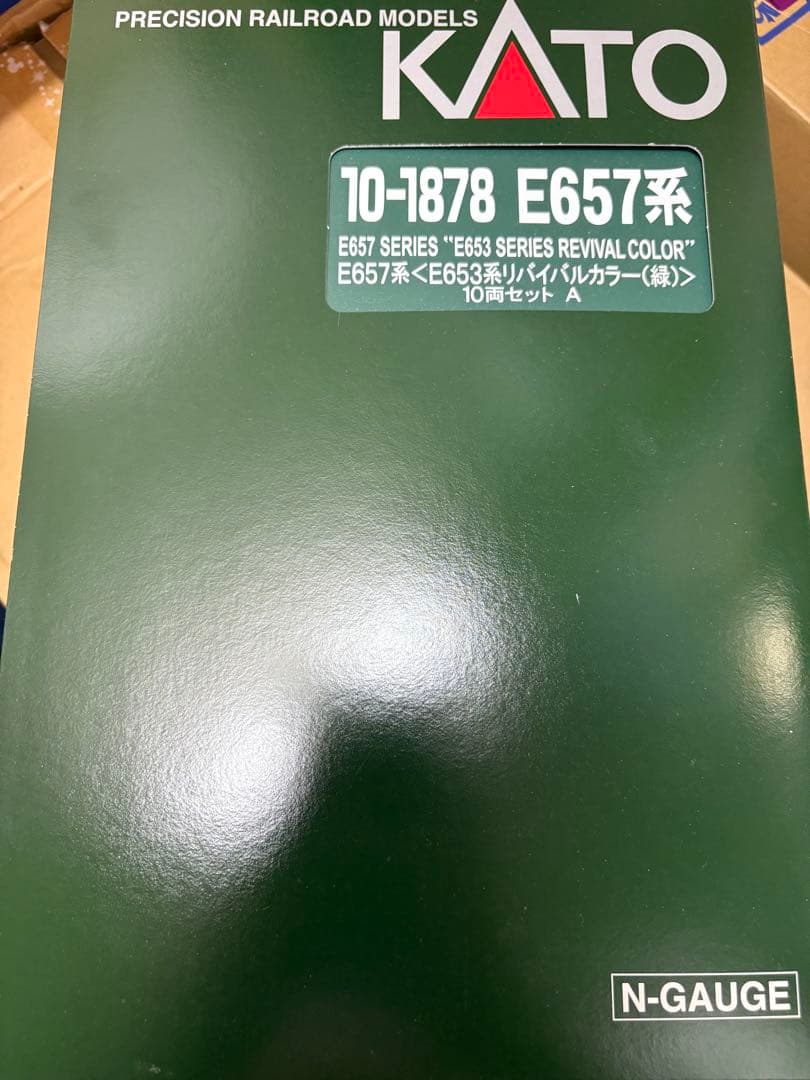 PRECISION RAILROAD MODELS
KATO
10-1878 E657系
E657 SERIES “E653 SERIES REVIVAL COLOR”
E657系<E653系リバイバルカラー(緑)>
10両セット A
N-GAUGE